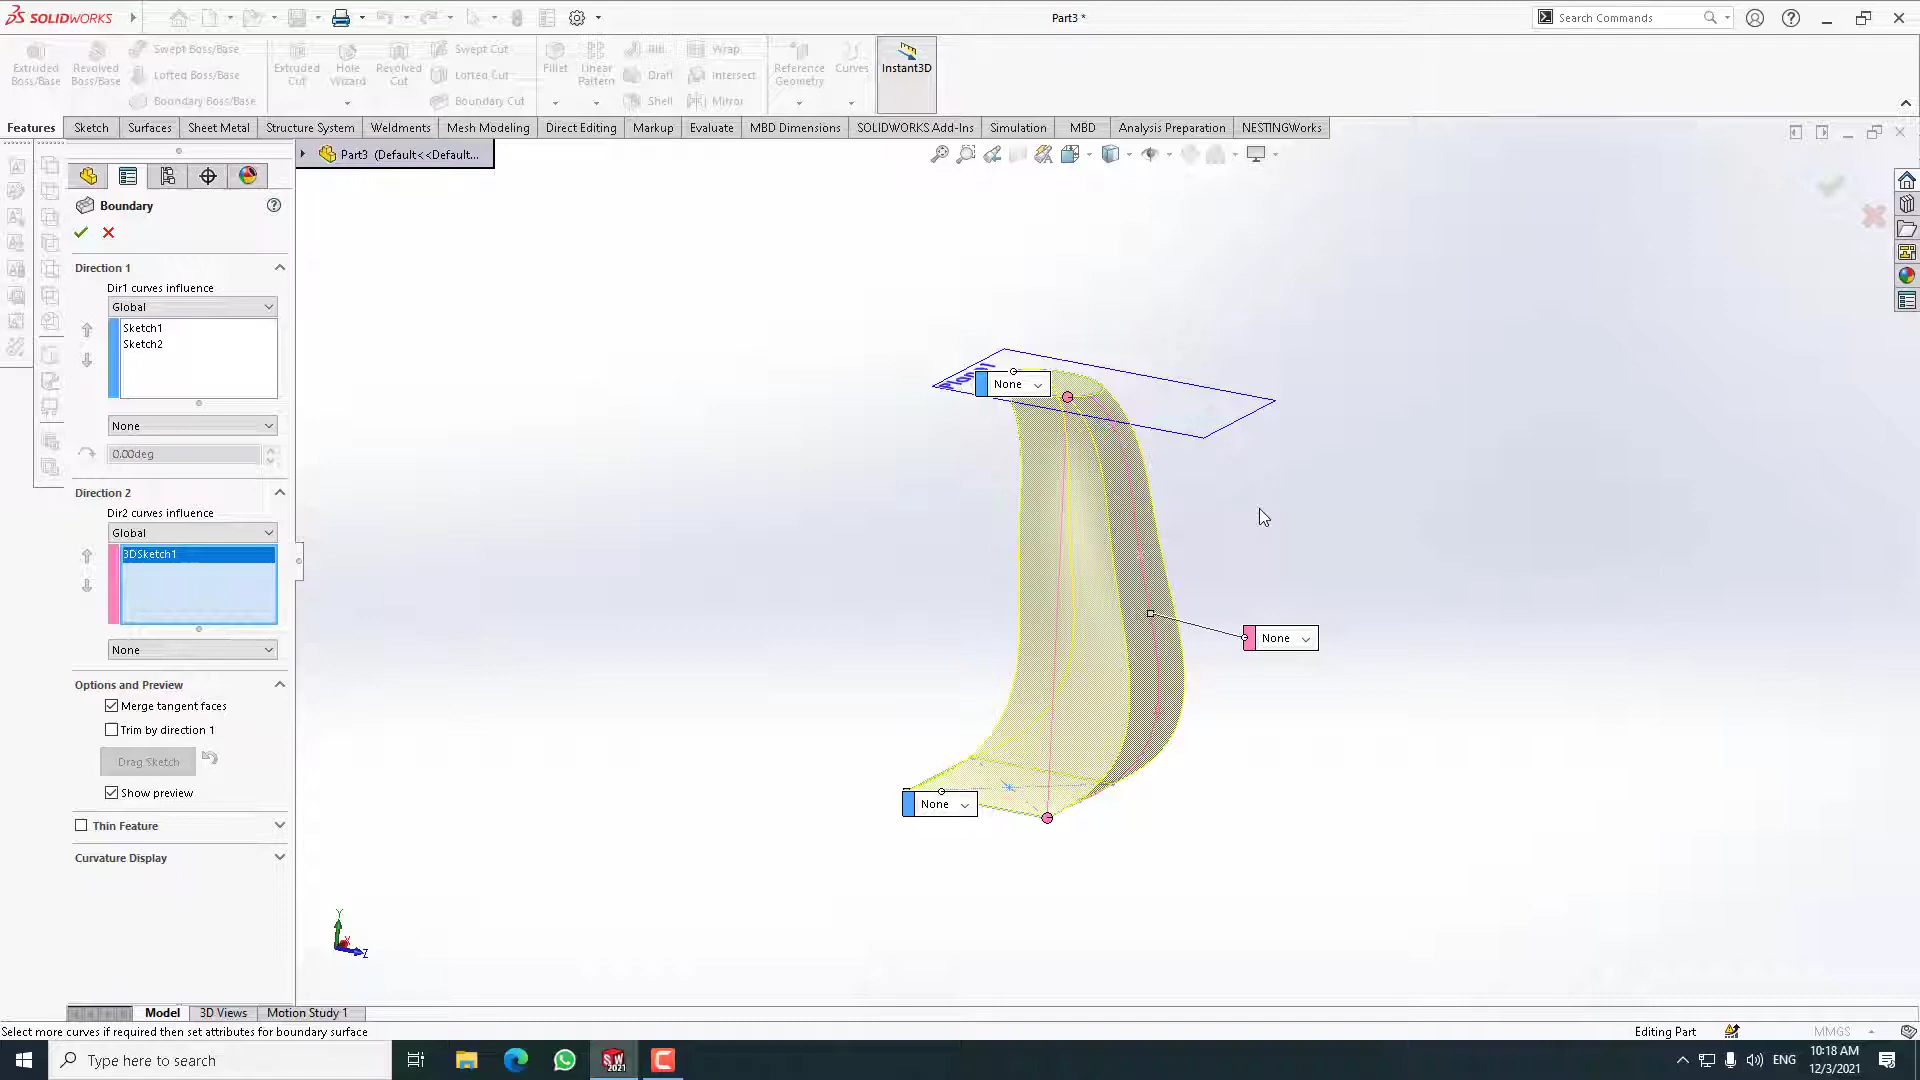 SOLIDWORKS
Part3 *
Search Commands
Extruded Boss/Base
Revolved Boss/Base
Swept Boss/Base
Lofted Boss/Base
Boundary Boss/Base
Extruded Cut
Hole Wizard
Revolved Cut
Swept Cut
Lofted Cut
Boundary Cut
Fillet
Linear Pattern
Rib
Draft
Shell
Wrap
Intersect
Mirror
Reference Geometry
Curves
Instant3D
Features
Sketch
Surfaces
Sheet Metal
Structure System
Weldments
Mesh Modeling
Direct Editing
Markup
Evaluate
MBD Dimensions
SOLIDWORKS Add-Ins
Simulation
MBD
Analysis Preparation
NESTINGWorks
Part3 (Default<<Default...
Boundary
Direction 1
Dir1 curves influence
Global
Sketch1
Sketch2
None
0.00deg
Direction 2
Dir2 curves influence
Global
3DSketch1
None
Options and Preview
Merge tangent faces
Trim by direction 1
Drag Sketch
Show preview
Thin Feature
Curvature Display
Plane1
None
None
None
Y
X
Z
Model
3D Views
Motion Study 1
Select more curves if required then set attributes for boundary surface
Editing Part
MMGS
Type here to search
SW
2021
ENG
10:18 AM
12/3/2021